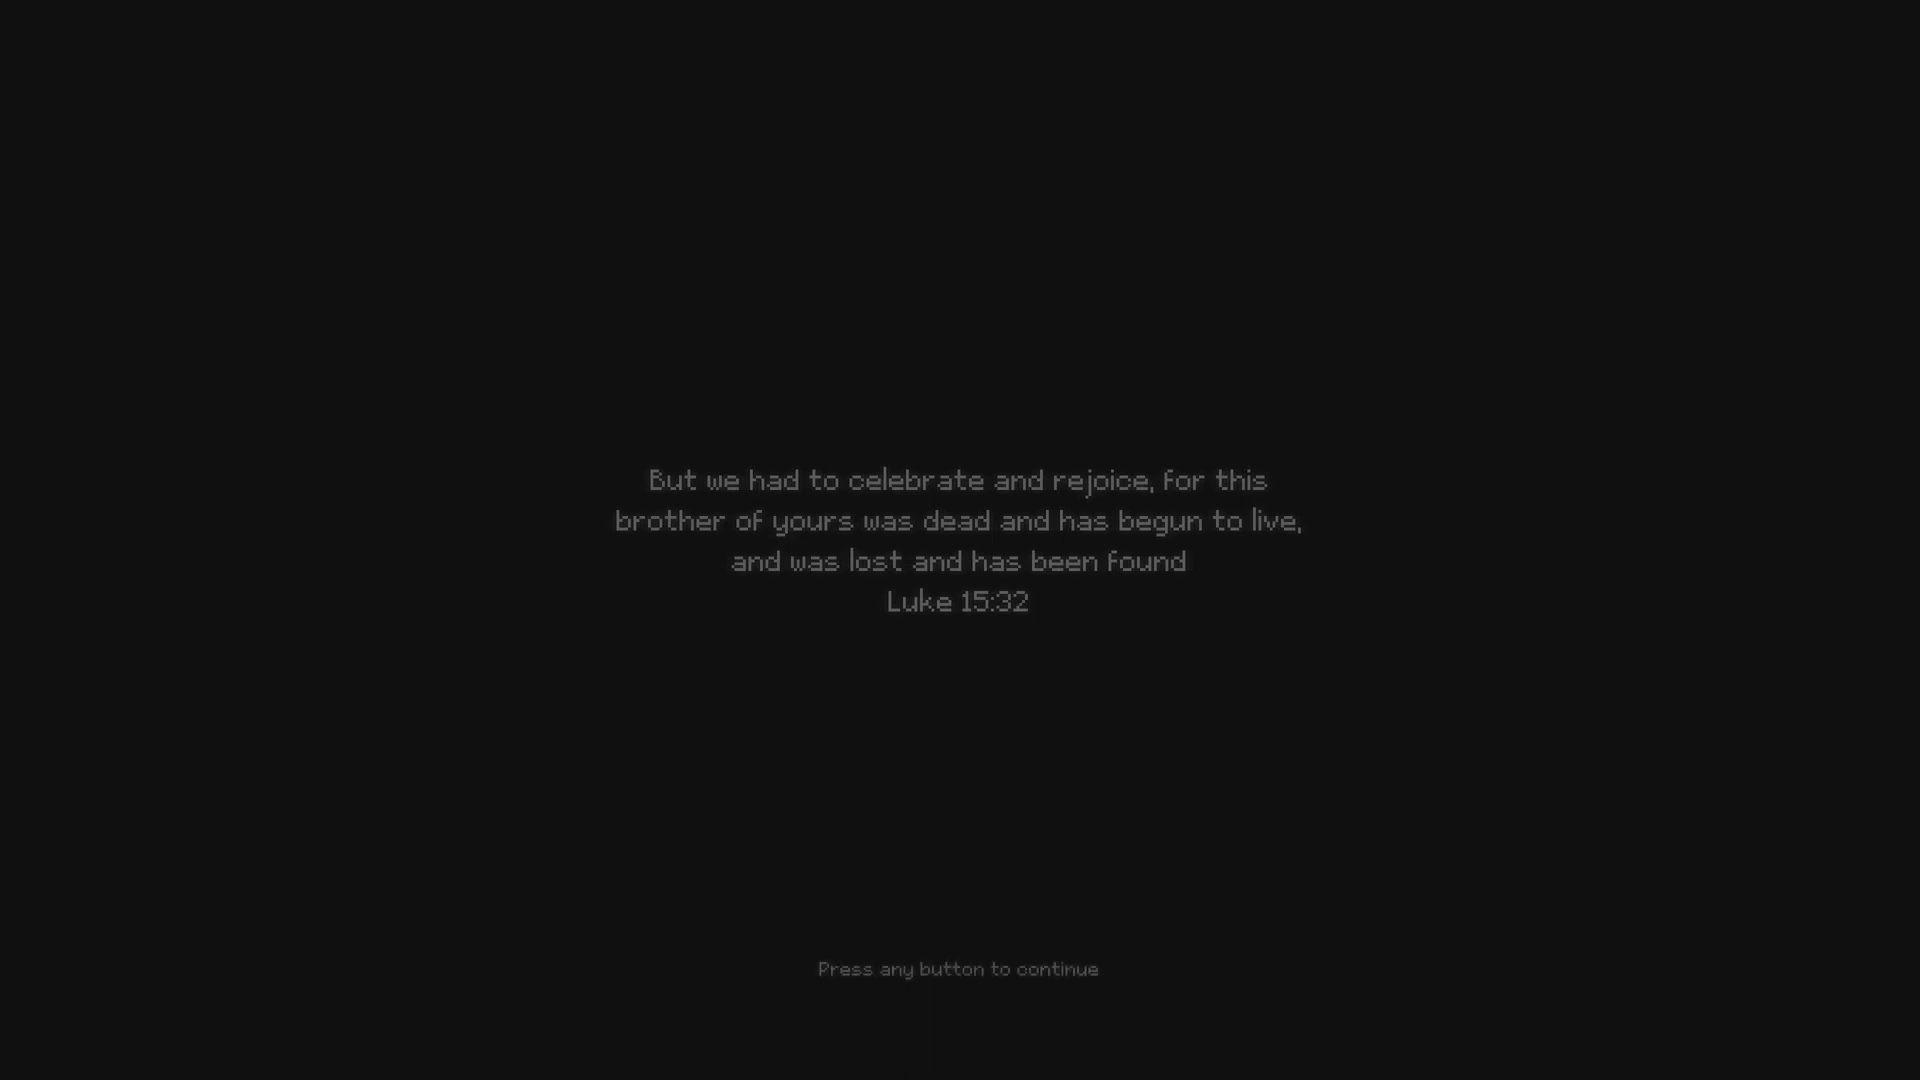 But we had to celebrate and rejoice, for this
brother of yours was dead and has begun to live,
and was lost and has been found
Luke 15:32
Press any button to continue